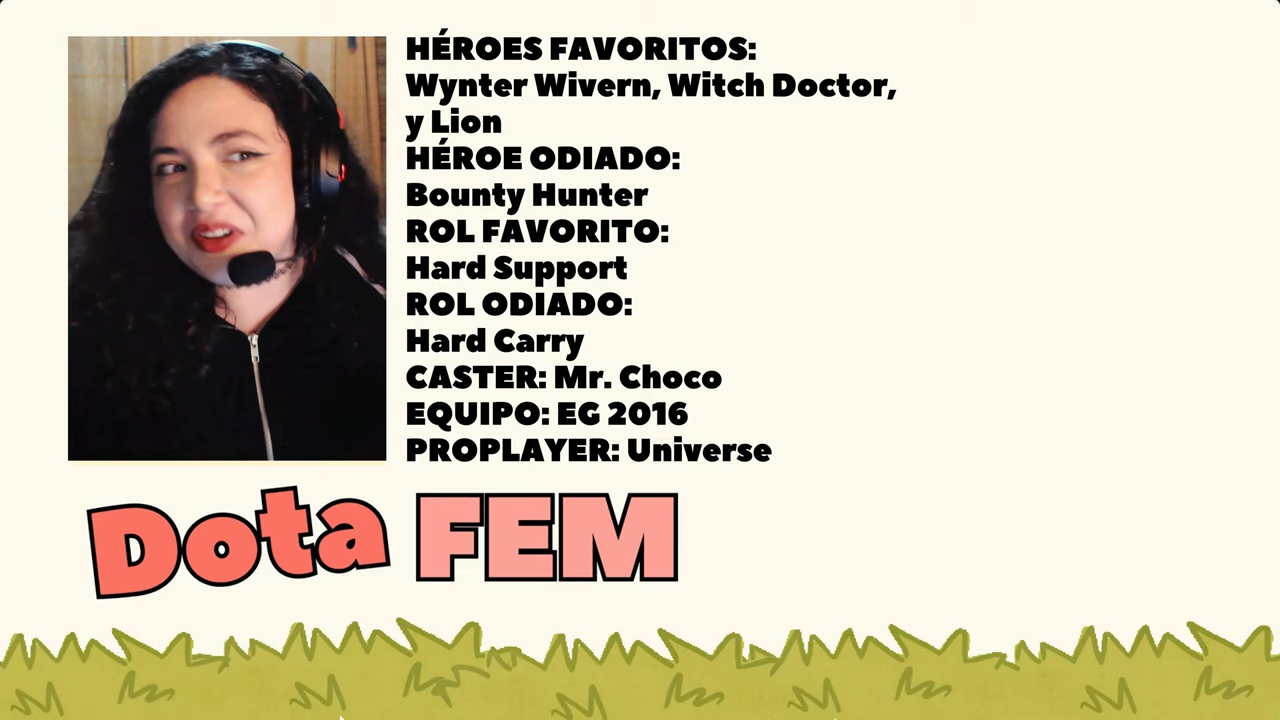 HÉROES FAVORITOS:
Wynter Wivern, Witch Doctor,
y Lion
HÉROE ODIADO:
Bounty Hunter
ROL FAVORITO:
Hard Support
ROL ODIADO:
Hard Carry
CASTER: Mr. Choco
EQUIPO: EG 2016
PROPLAYER: Universe
Dota FEM